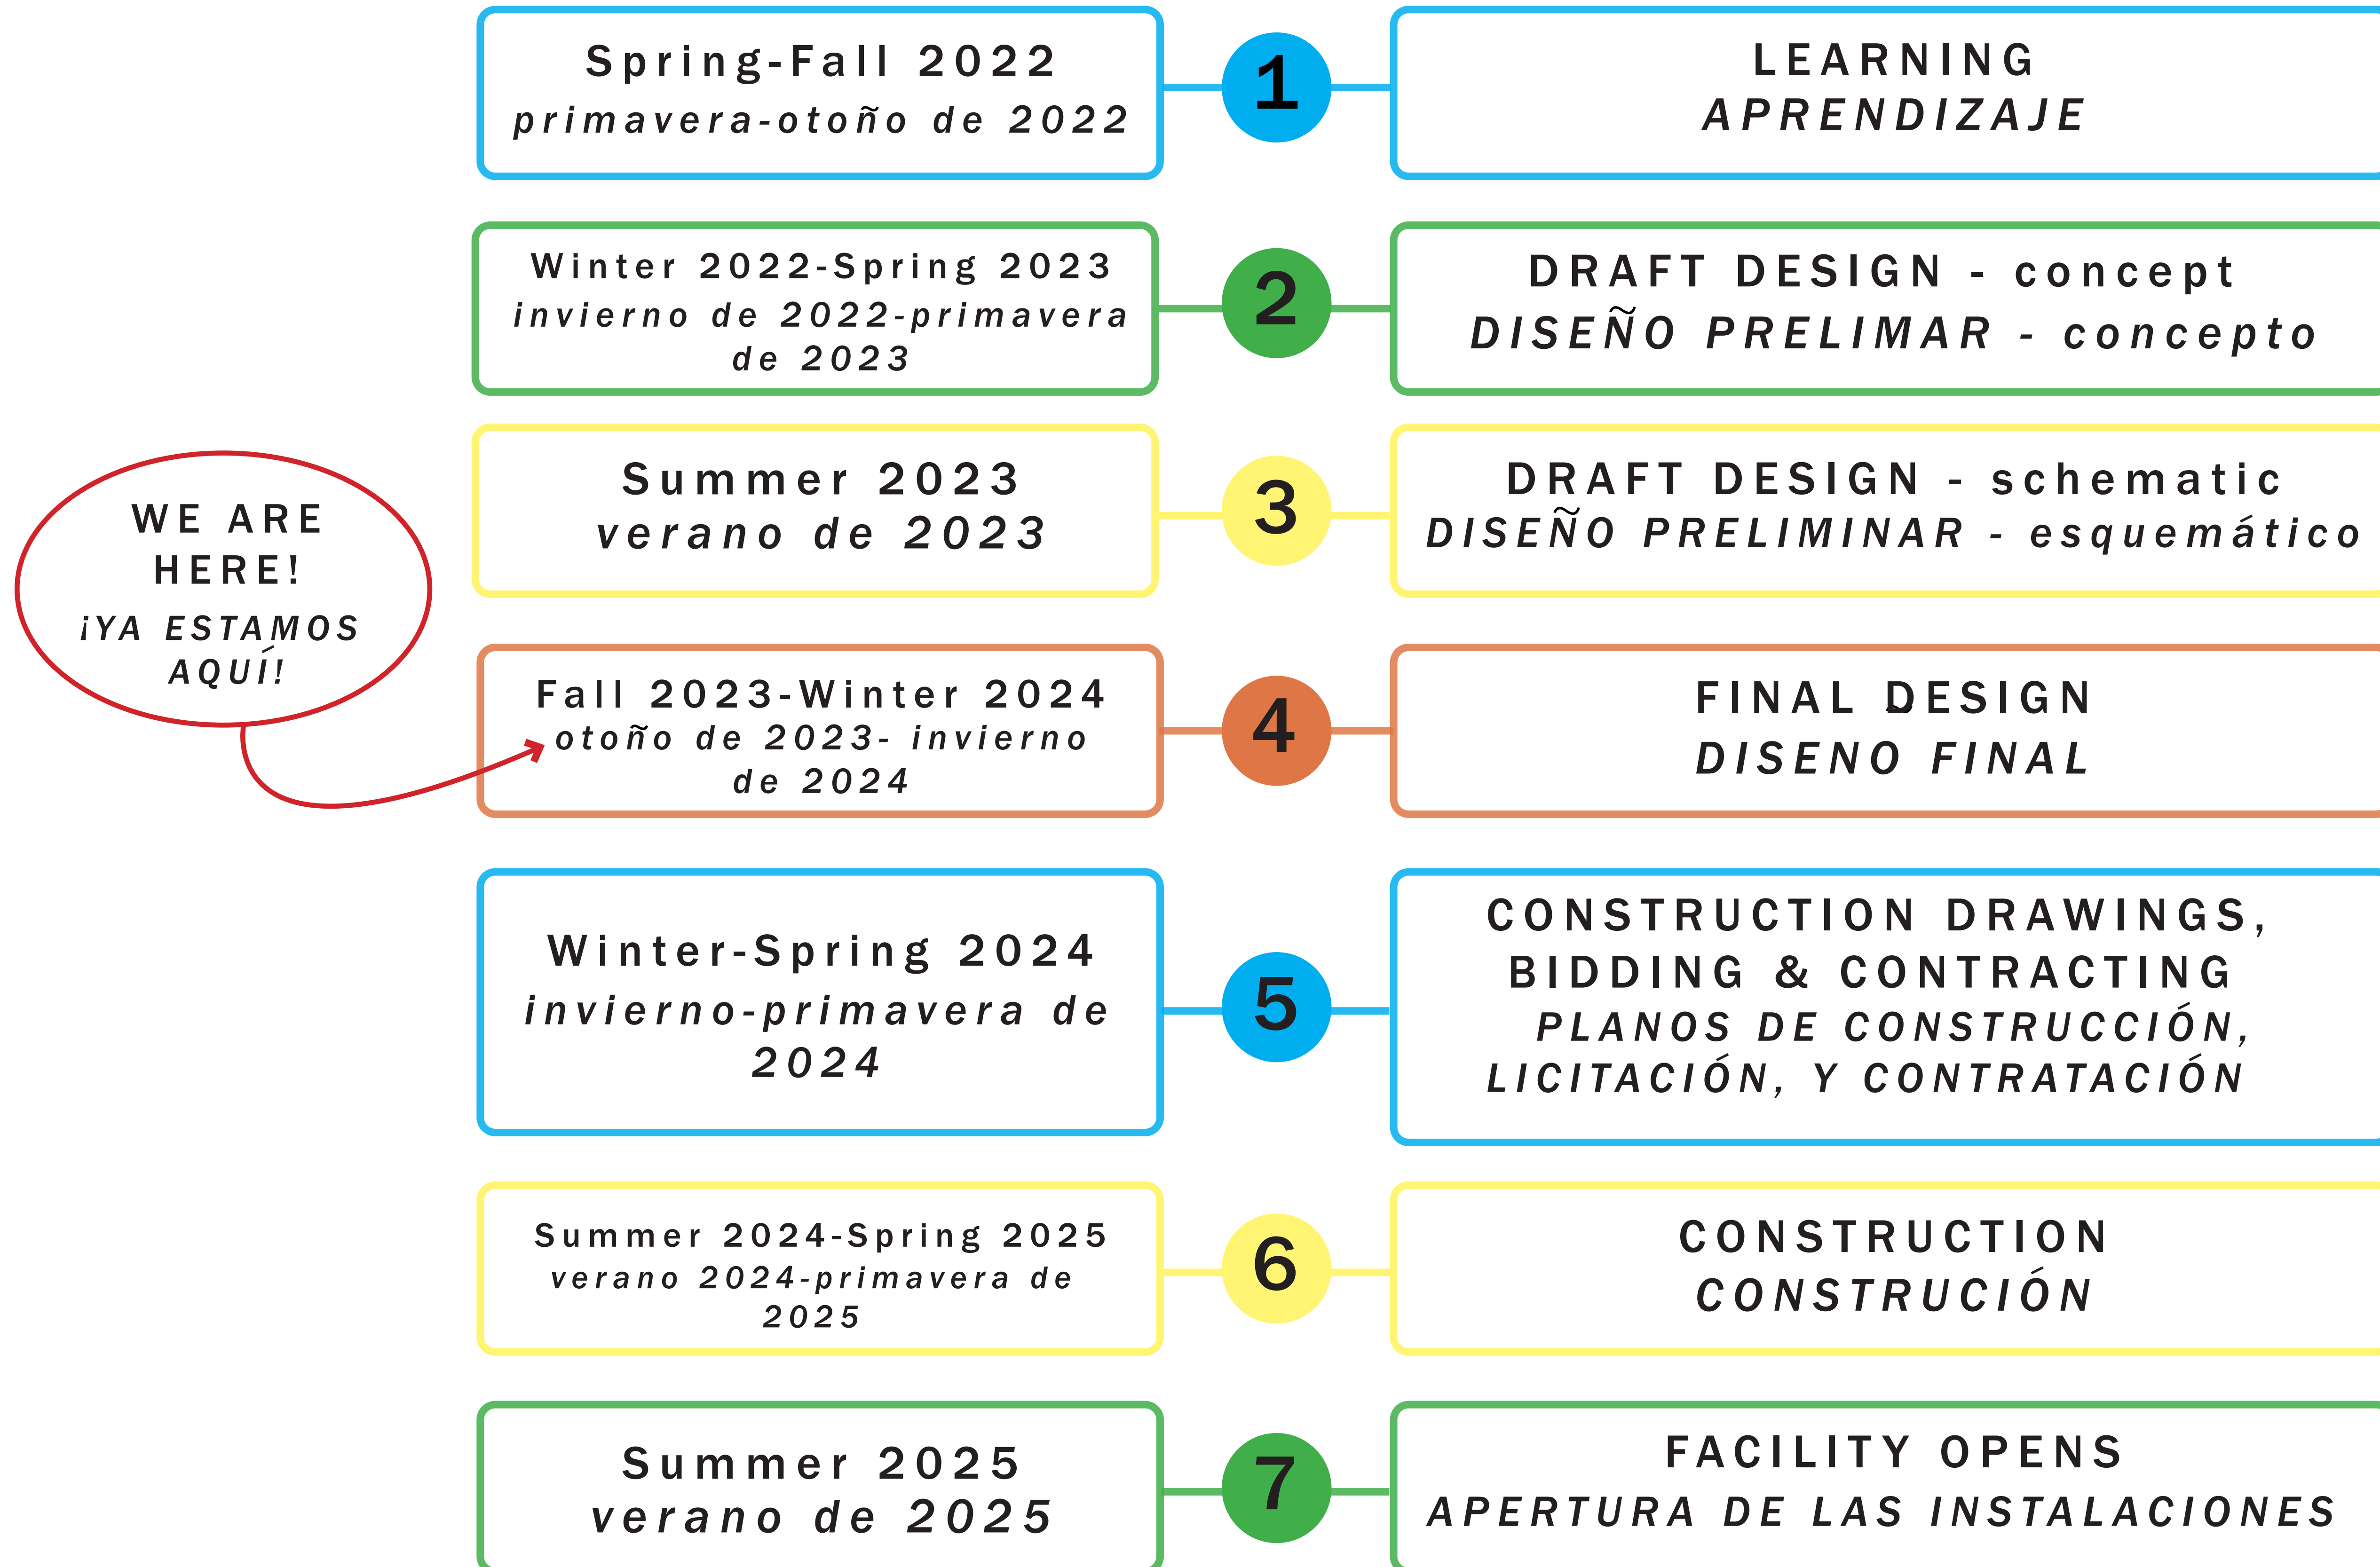 Spring-Fall 2022
primavera-otoño de 2022
1
LEARNING
APRENDIZAJE
Winter 2022-Spring 2023
invierno de 2022-primavera
de 2023
2
DRAFT DESIGN - concept
DISEÑO PRELIMAR - concepto
Summer 2023
verano de 2023
3
DRAFT DESIGN - schematic
DISEÑO PRELIMINAR - esquemático
WE ARE
HERE!
¡YA ESTAMOS
AQUÍ!
Fall 2023-Winter 2024
otoño de 2023- invierno
de 2024
4
FINAL DESIGN
DISENO FINAL
Winter-Spring 2024
invierno-primavera de
2024
5
CONSTRUCTION DRAWINGS,
BIDDING & CONTRACTING
PLANOS DE CONSTRUCCIÓN,
LICITACIÓN, Y CONTRATACIÓN
Summer 2024-Spring 2025
verano 2024-primavera de
2025
6
CONSTRUCTION
CONSTRUCIÓN
Summer 2025
verano de 2025
7
FACILITY OPENS
APERTURA DE LAS INSTALACIONES